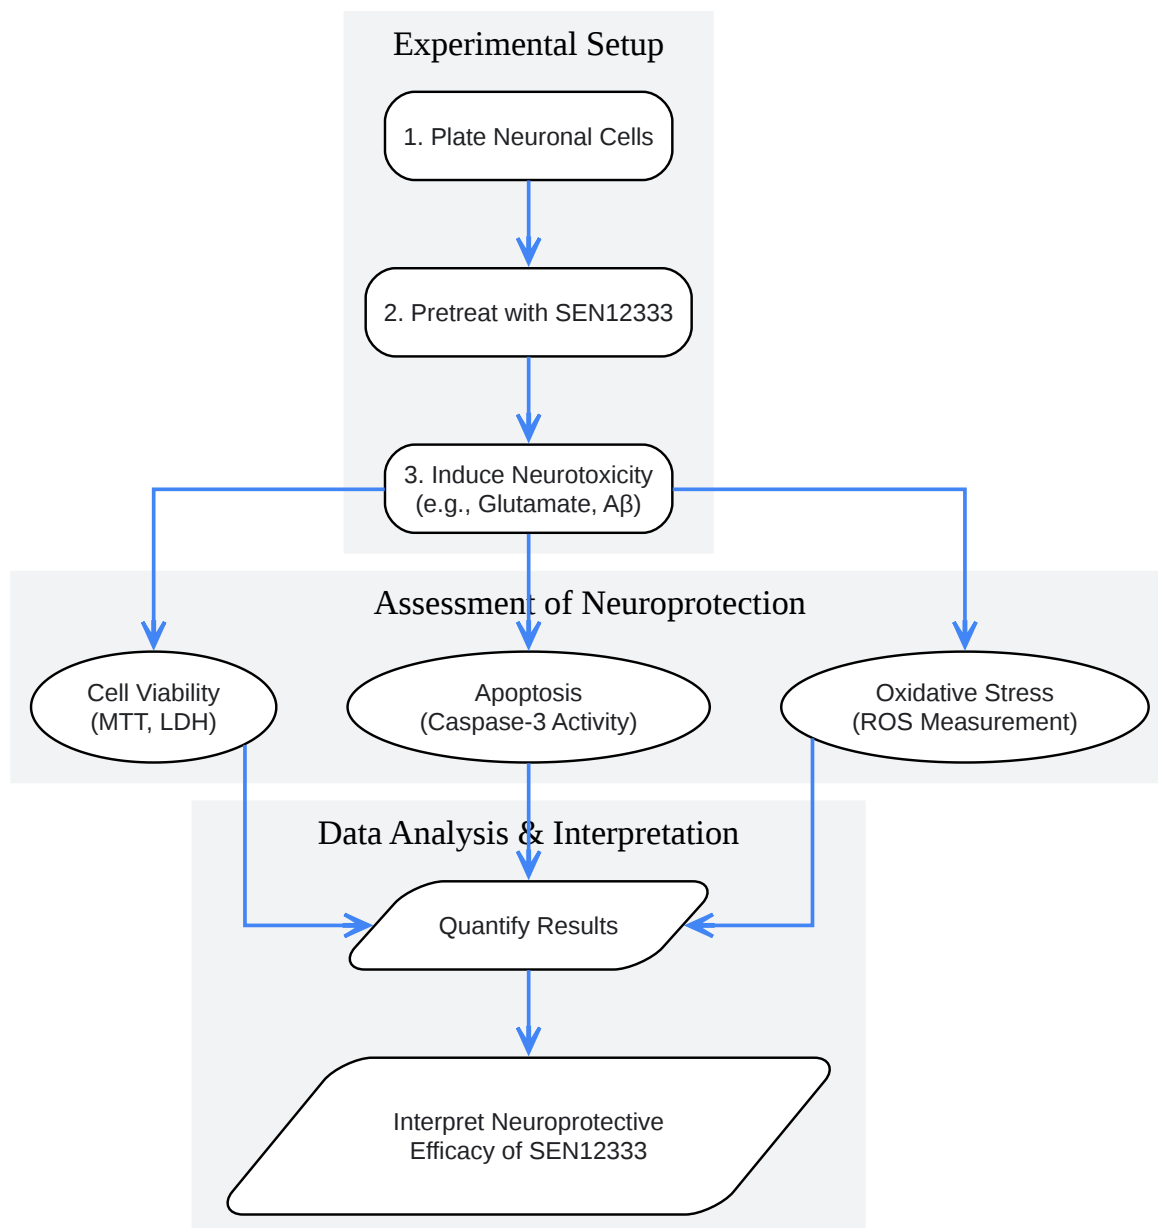 Experimental Setup
1. Plate Neuronal Cells
2. Pretreat with SEN12333
3. Induce Neurotoxicity
(e.g., Glutamate, Aβ)
Assessment of Neuroprotection
Cell Viability
(MTT, LDH)
Apoptosis
(Caspase-3 Activity)
Oxidative Stress
(ROS Measurement)
Data Analysis & Interpretation
Quantify Results
Interpret Neuroprotective
Efficacy of SEN12333